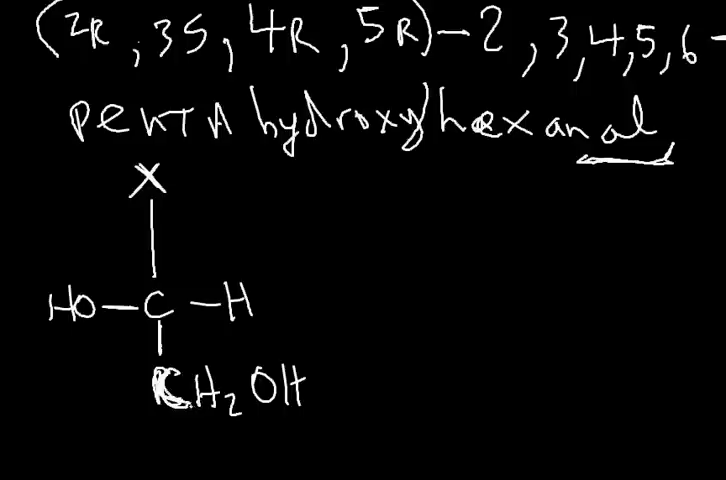 (2R, 3S, 4R, 5R)-2,3,4,5,6-
PENTAhydroxyhexanal
X
HO-C-H
CH2OH